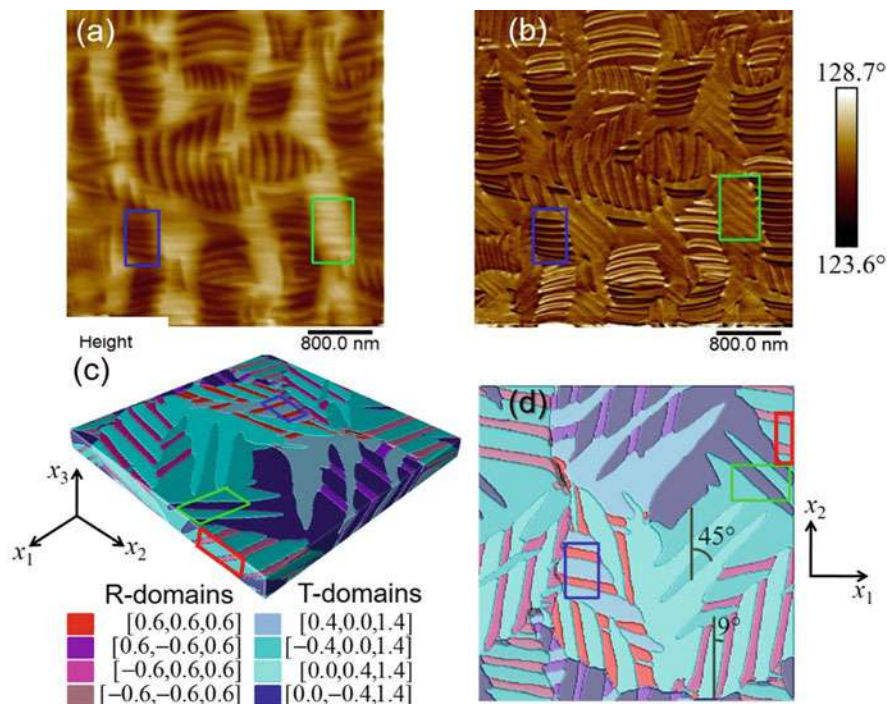 (a)
(b)
128.7°
123.6°
Height
800.0 nm
800.0 nm
(c)
(d)
x₃
x₁
x₂
45°
9°
x₂
x₁
R-domains
T-domains
[0.6,0.6,0.6]
[0.4,0.0,1.4]
[0.6,−0.6,0.6]
[−0.4,0.0,1.4]
[−0.6,0.6,0.6]
[0.0,0.4,1.4]
[−0.6,−0.6,0.6]
[0.0,−0.4,1.4]